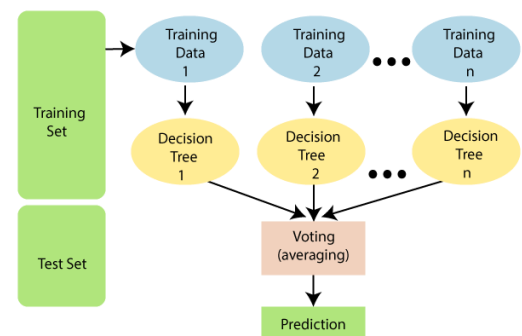 Training
Set
Training
Data
1
Training
Data
2
Training
Data
n
Decision
Tree
1
Decision
Tree
2
Decision
Tree
n
Test Set
Voting
(averaging)
Prediction